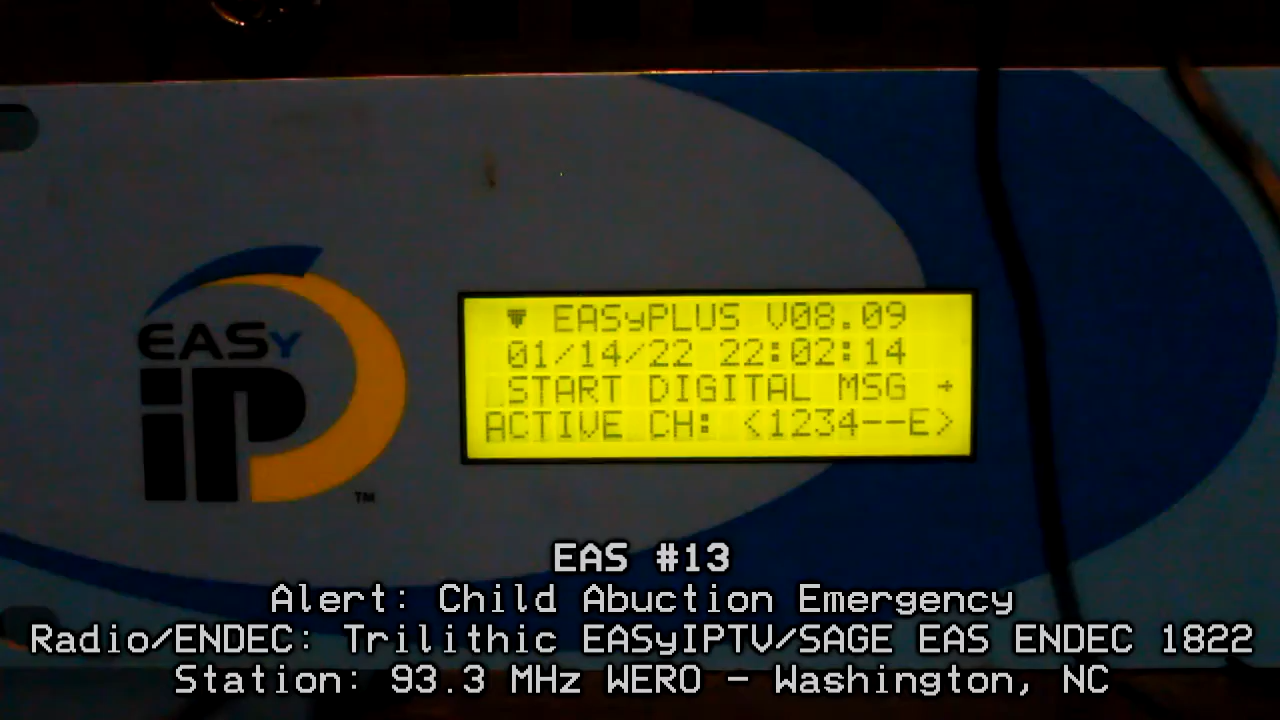 EASy
iP
TM
EASyPLUS V08.09
01/14/22 22:02:14
START DIGITAL MSG →
ACTIVE CH: <1234--E>
EAS #13
Alert: Child Abuction Emergency
Radio/ENDEC: Trilithic EASyIPTV/SAGE EAS ENDEC 1822
Station: 93.3 MHz WERO - Washington, NC